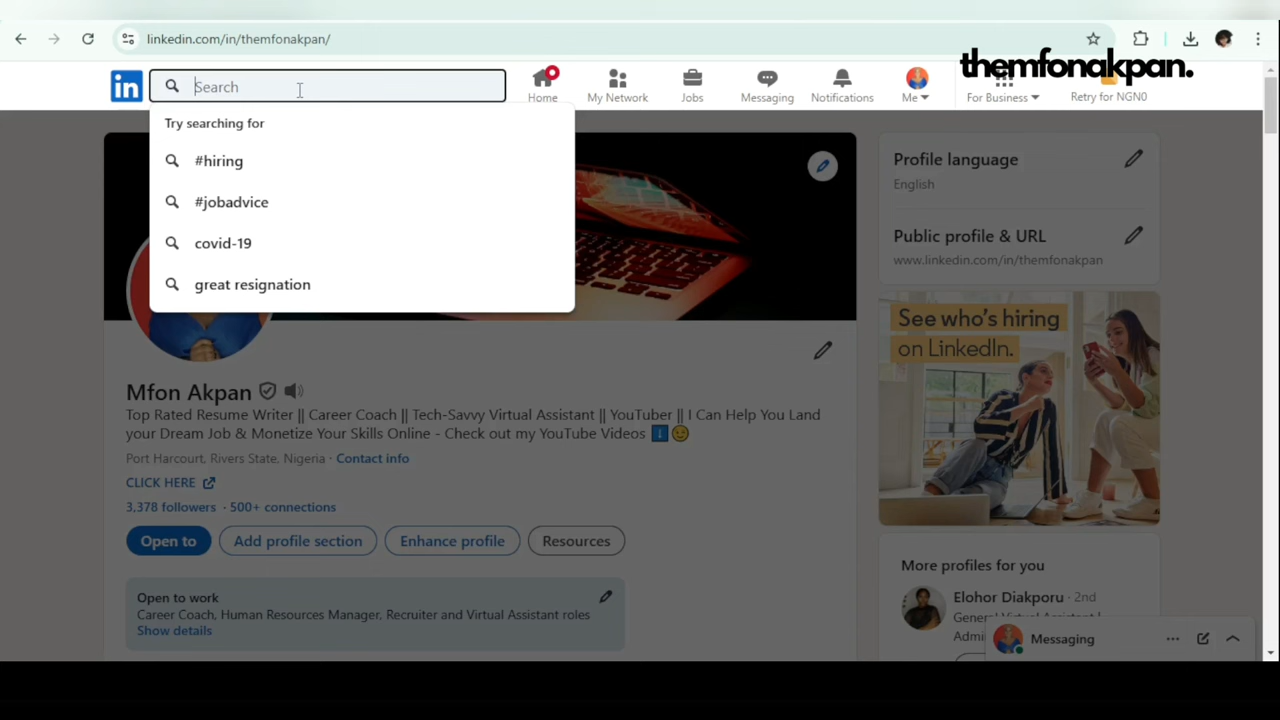 linkedin.com/in/themfonakpan/
themfonakpan.
in
Search
Home
My Network
Jobs
Messaging
Notifications
Me
For Business
Retry for NGN0
Try searching for
#hiring
#jobadvice
covid-19
great resignation
Mfon Akpan
Top Rated Resume Writer || Career Coach || Tech-Savvy Virtual Assistant || YouTuber || I Can Help You Land
your Dream Job & Monetize Your Skills Online - Check out my YouTube Videos ⬇️ 😉
Port Harcourt, Rivers State, Nigeria · Contact info
CLICK HERE
3,378 followers · 500+ connections
Open to
Add profile section
Enhance profile
Resources
Open to work
Career Coach, Human Resources Manager, Recruiter and Virtual Assistant roles
Show details
Profile language
English
Public profile & URL
www.linkedin.com/in/themfonakpan
See who's hiring
on LinkedIn.
More profiles for you
Elohor Diakporu · 2nd
Messaging